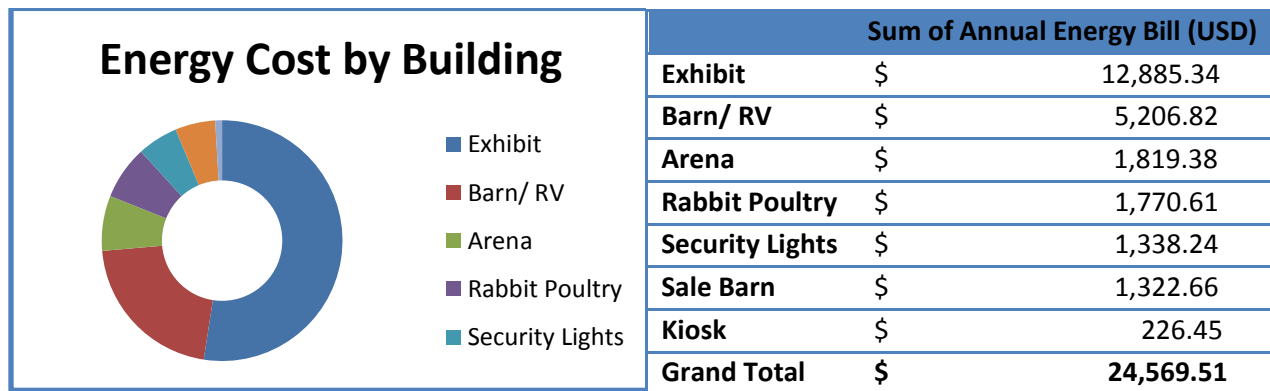 Energy Cost by Building
Exhibit
Barn/ RV
Arena
Rabbit Poultry
Security Lights
Sum of Annual Energy Bill (USD)
Exhibit $ 12,885.34
Barn/ RV $ 5,206.82
Arena $ 1,819.38
Rabbit Poultry $ 1,770.61
Security Lights $ 1,338.24
Sale Barn $ 1,322.66
Kiosk $ 226.45
Grand Total $ 24,569.51